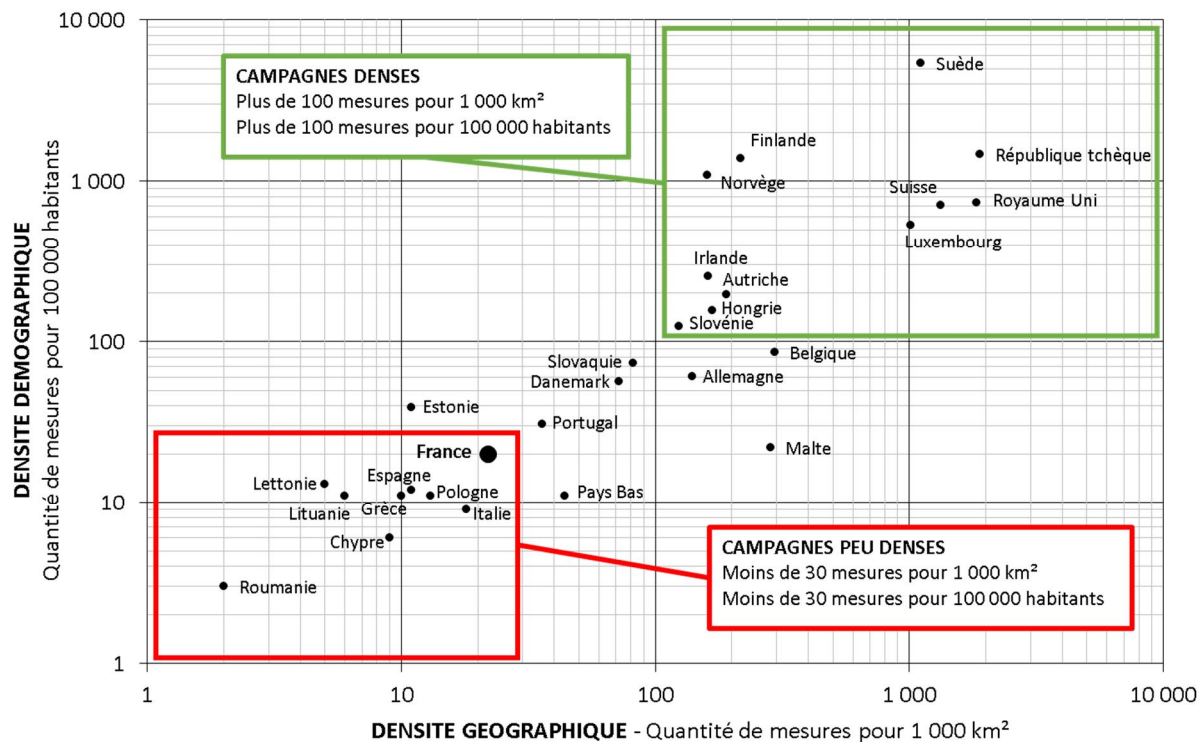 10 000
1 000
100
10
1
DENSITE DEMOGRAPHIQUE
Quantité de mesures pour 100 000 habitants
CAMPAGNES DENSES
Plus de 100 mesures pour 1 000 km²
Plus de 100 mesures pour 100 000 habitants
Suède
Finlande
République tchèque
Norvège
Suisse
Royaume Uni
Luxembourg
Irlande
Autriche
Hongrie
Slovénie
Belgique
Slovaquie
Danemark
Allemagne
Estonie
Portugal
France
Malte
Lettonie
Espagne
Pologne
Pays Bas
Lituanie
Grèce
Italie
Chypre
Roumanie
CAMPAGNES PEU DENSES
Moins de 30 mesures pour 1 000 km²
Moins de 30 mesures pour 100 000 habitants
1
10
100
1 000
10 000
DENSITE GEOGRAPHIQUE - Quantité de mesures pour 1 000 km²